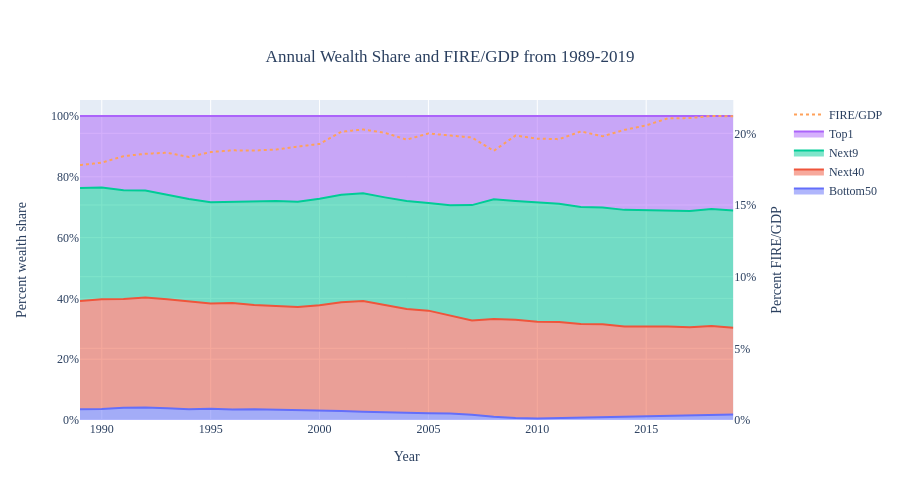 Annual Wealth Share and FIRE/GDP from 1989-2019
100%
80%
60%
40%
20%
0%
Percent wealth share
1990
1995
2000
2005
2010
2015
Year
20%
15%
10%
5%
0%
Percent FIRE/GDP
FIRE/GDP
Top1
Next9
Next40
Bottom50